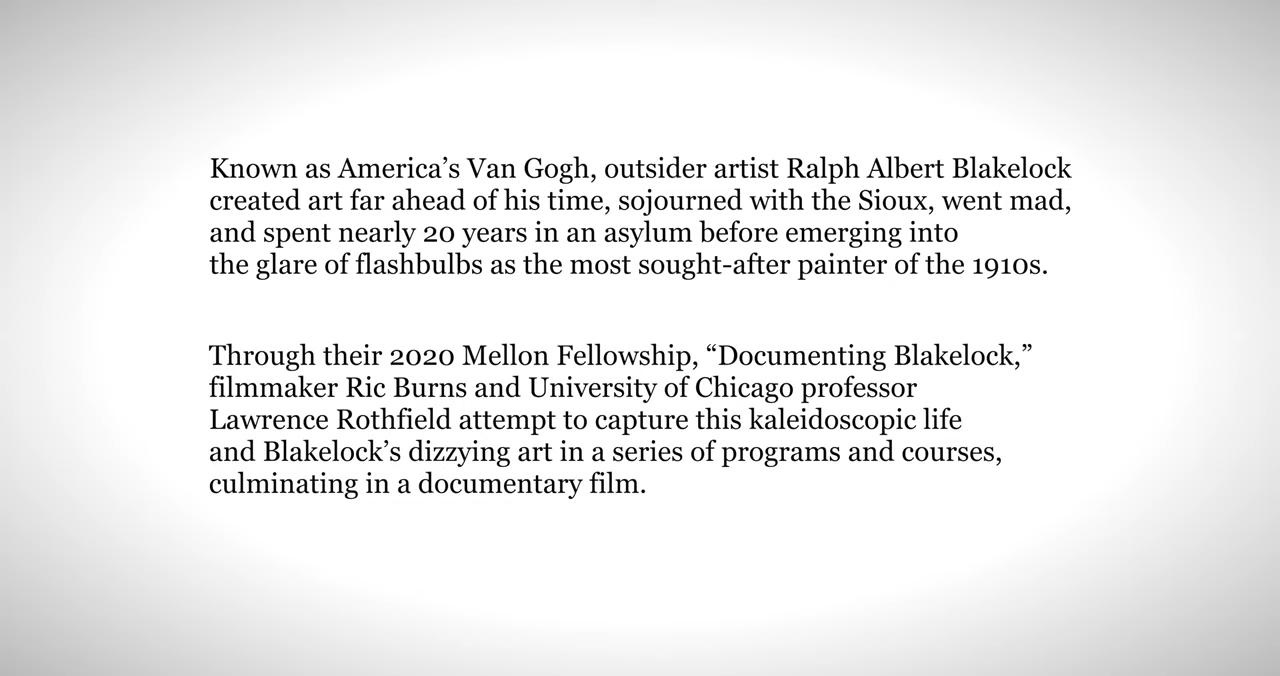 Known as America’s Van Gogh, outsider artist Ralph Albert Blakelock
created art far ahead of his time, sojourned with the Sioux, went mad,
and spent nearly 20 years in an asylum before emerging into
the glare of flashbulbs as the most sought-after painter of the 1910s.
Through their 2020 Mellon Fellowship, “Documenting Blakelock,”
filmmaker Ric Burns and University of Chicago professor
Lawrence Rothfield attempt to capture this kaleidoscopic life
and Blakelock’s dizzying art in a series of programs and courses,
culminating in a documentary film.